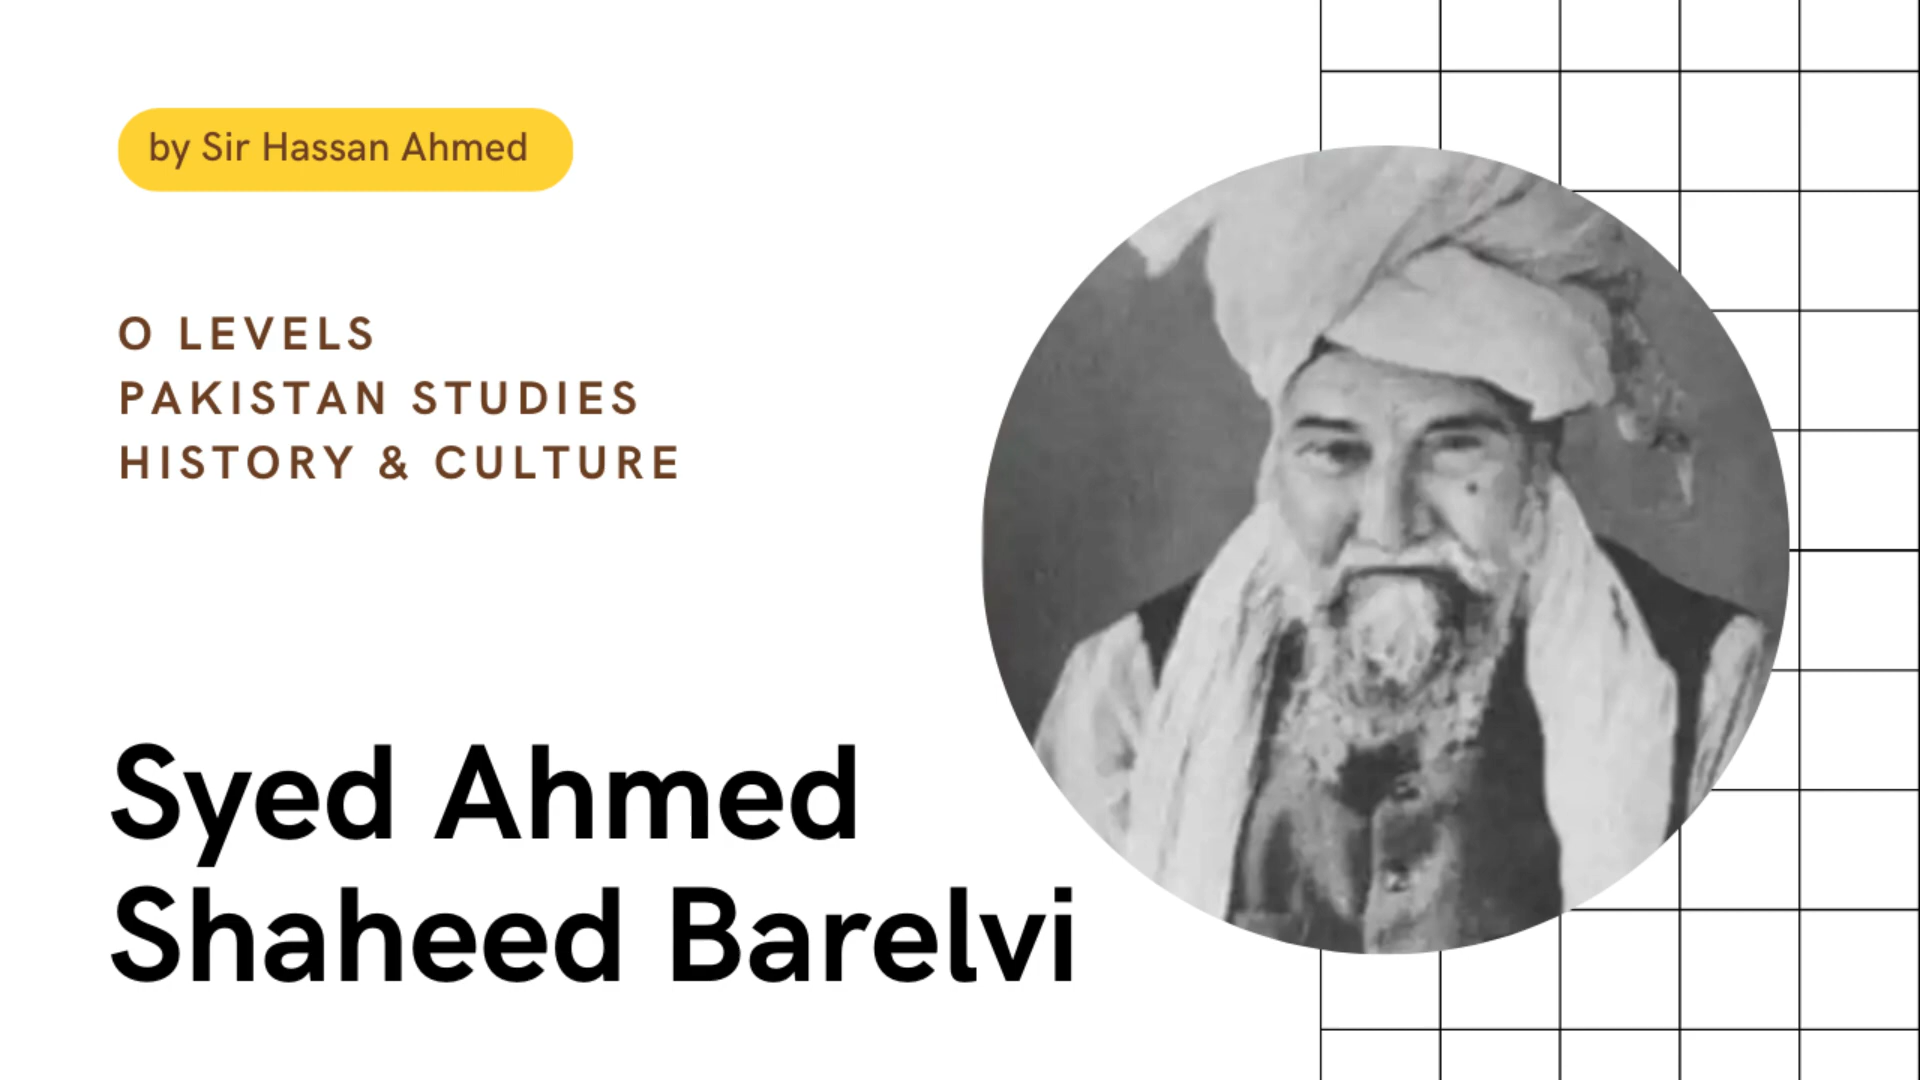 by Sir Hassan Ahmed
O LEVELS
PAKISTAN STUDIES
HISTORY & CULTURE
Syed Ahmed
Shaheed Barelvi